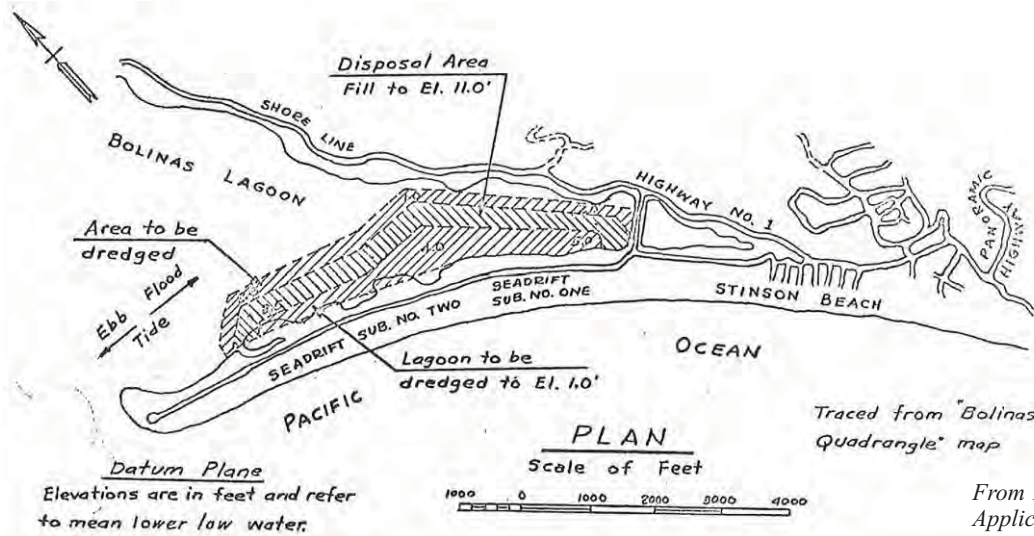 Disposal Area
Fill to El. 11.0'
SHORE LINE
BOLINAS LAGOON
HIGHWAY NO. 1
PANORAMIC HIGHWAY
Area to be
dredged
Ebb Flood
Tide
SEADRIFT SUB. NO. TWO
SEADRIFT
SUB. NO. ONE
STINSON BEACH
Lagoon to be
dredged to El. 1.0'
OCEAN
PACIFIC
PLAN
Scale of Feet
1000 0 1000 2000 3000 4000
Traced from "Bolinas
Quadrangle" map
Datum Plane
Elevations are in feet and refer
to mean lower low water.
From
Applic